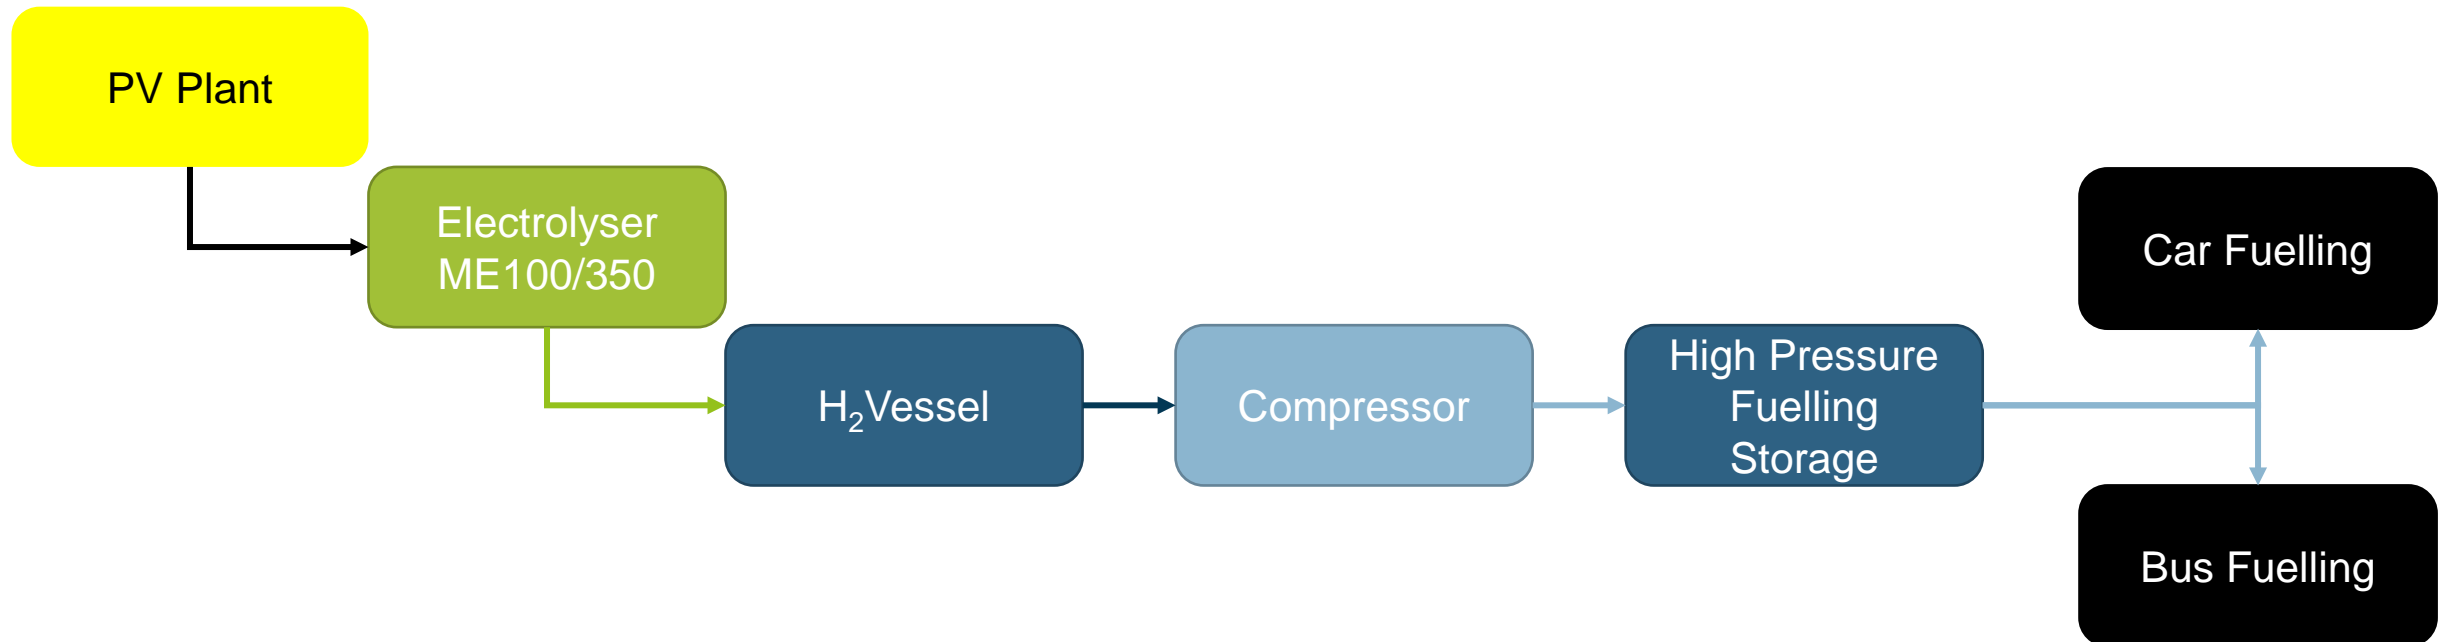 PV Plant
Electrolyser
ME100/350
H₂Vessel
Compressor
High Pressure
Fuelling
Storage
Car Fuelling
Bus Fuelling